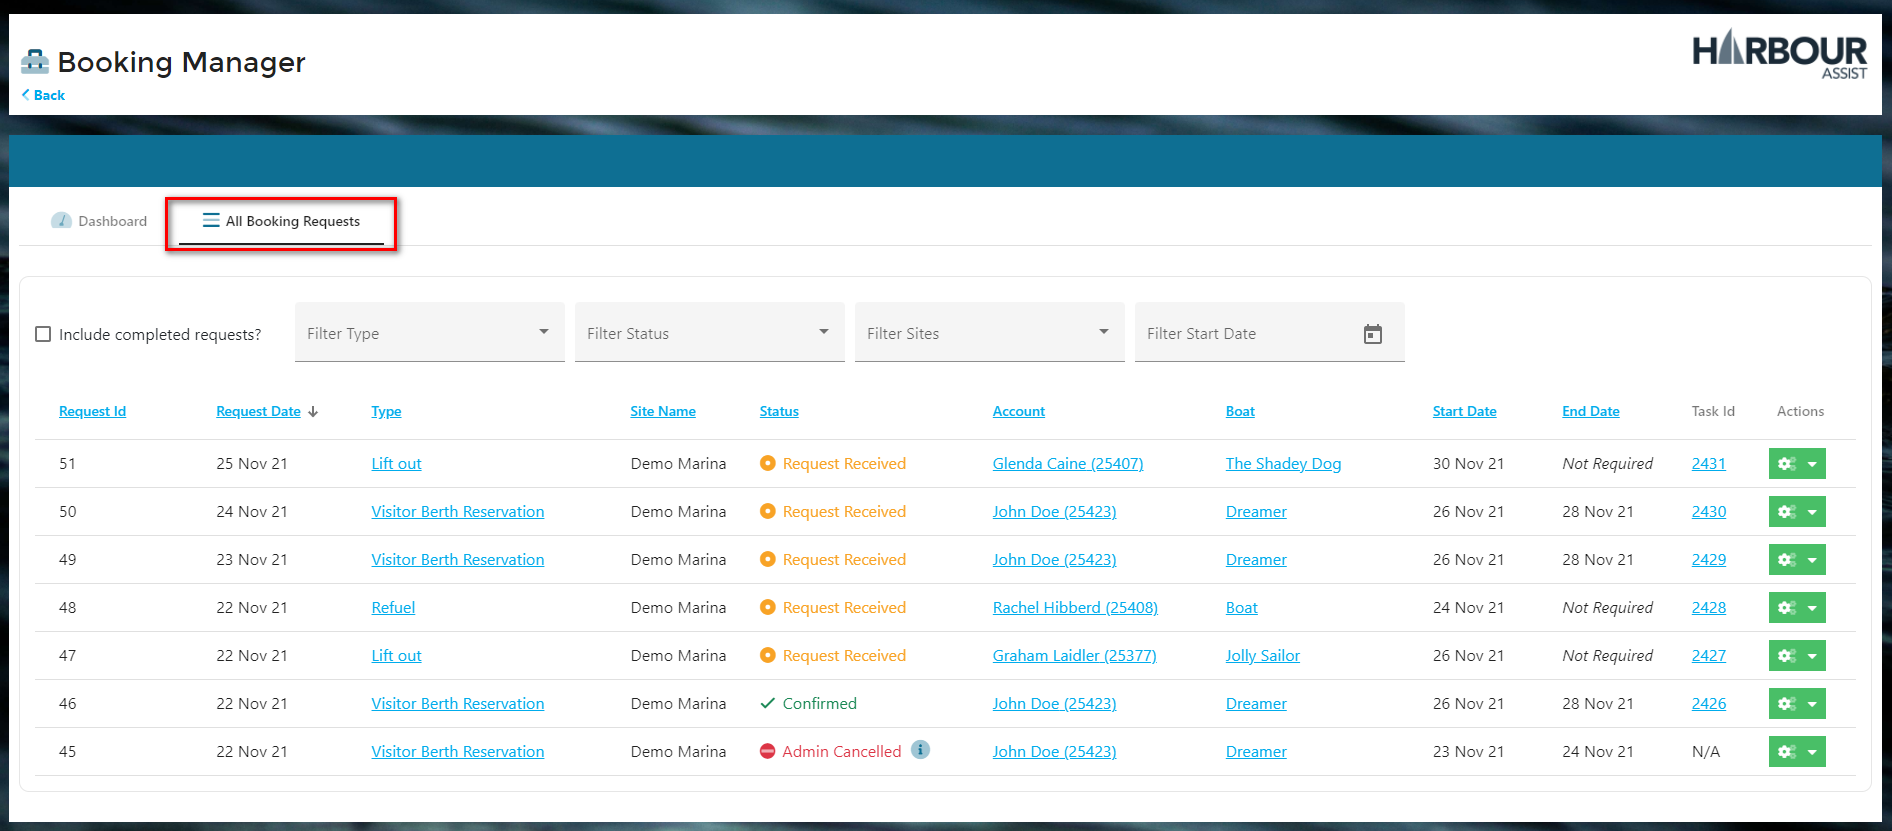 Booking Manager
HARBOUR
ASSIST
Back
Dashboard
All Booking Requests
Include completed requests?
Filter Type
Filter Status
Filter Sites
Filter Start Date
Request Id Request Date Type Site Name Status Account Boat Start Date End Date Task Id Actions
51 25 Nov 21 Lift out Demo Marina Request Received Glenda Caine (25407) The Shadey Dog 30 Nov 21 Not Required 2431
50 24 Nov 21 Visitor Berth Reservation Demo Marina Request Received John Doe (25423) Dreamer 26 Nov 21 28 Nov 21 2430
49 23 Nov 21 Visitor Berth Reservation Demo Marina Request Received John Doe (25423) Dreamer 26 Nov 21 28 Nov 21 2429
48 22 Nov 21 Refuel Demo Marina Request Received Rachel Hibberd (25408) Boat 24 Nov 21 Not Required 2428
47 22 Nov 21 Lift out Demo Marina Request Received Graham Laidler (25377) Jolly Sailor 26 Nov 21 Not Required 2427
46 22 Nov 21 Visitor Berth Reservation Demo Marina Confirmed John Doe (25423) Dreamer 26 Nov 21 28 Nov 21 2426
45 22 Nov 21 Visitor Berth Reservation Demo Marina Admin Cancelled John Doe (25423) Dreamer 23 Nov 21 24 Nov 21 N/A